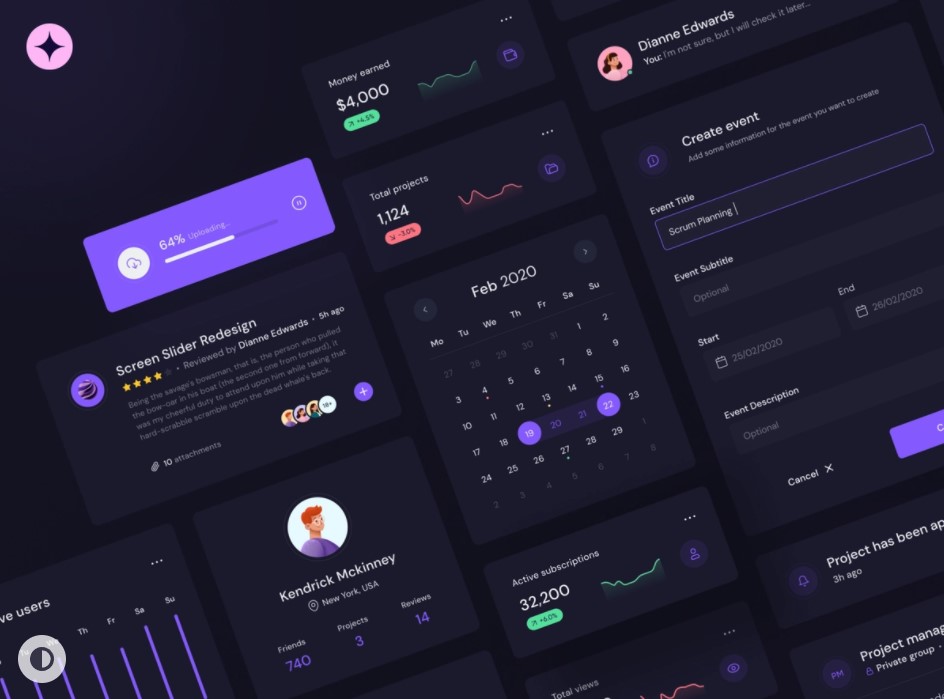 Money earned
$4,000
+4.5%
Total projects
1,124
-3.0%
64% Uploading...
Screen Slider Redesign
• Reviewed by Dianne Edwards • 5h ago
Being the savage's bowsman, that is, the person who pulled
the bow-oar in his boat (the second one from forward), it
was my cheerful duty to attend upon him while taking that
hard-scrabble scramble upon the dead whale's back.
18+
10 attachments
Feb 2020
Mo Tu We Th Fr Sa Su
27 28 29 30 31 1 2
3 4 5 6 7 8 9
10 11 12 13 14 15 16
17 18 19 20 21 22 23
24 25 26 27 28 29 1
2 3 4 5 6 7 8
Dianne Edwards
You: I'm not sure, but I will check it later...
Create event
Add some information for the event you want to create
Event Title
Scrum Planning
Event Subtitle
Optional
Start
25/02/2020
End
26/02/2020
Event Description
Optional
Cancel
C
Kendrick Mckinney
New York, USA
Friends
740
Projects
3
Reviews
14
ve users
Th Fr Sa Su
Active subscriptions
32,200
+6.0%
Total views
Project has been ap
3h ago
PM
Project manag
Private group •